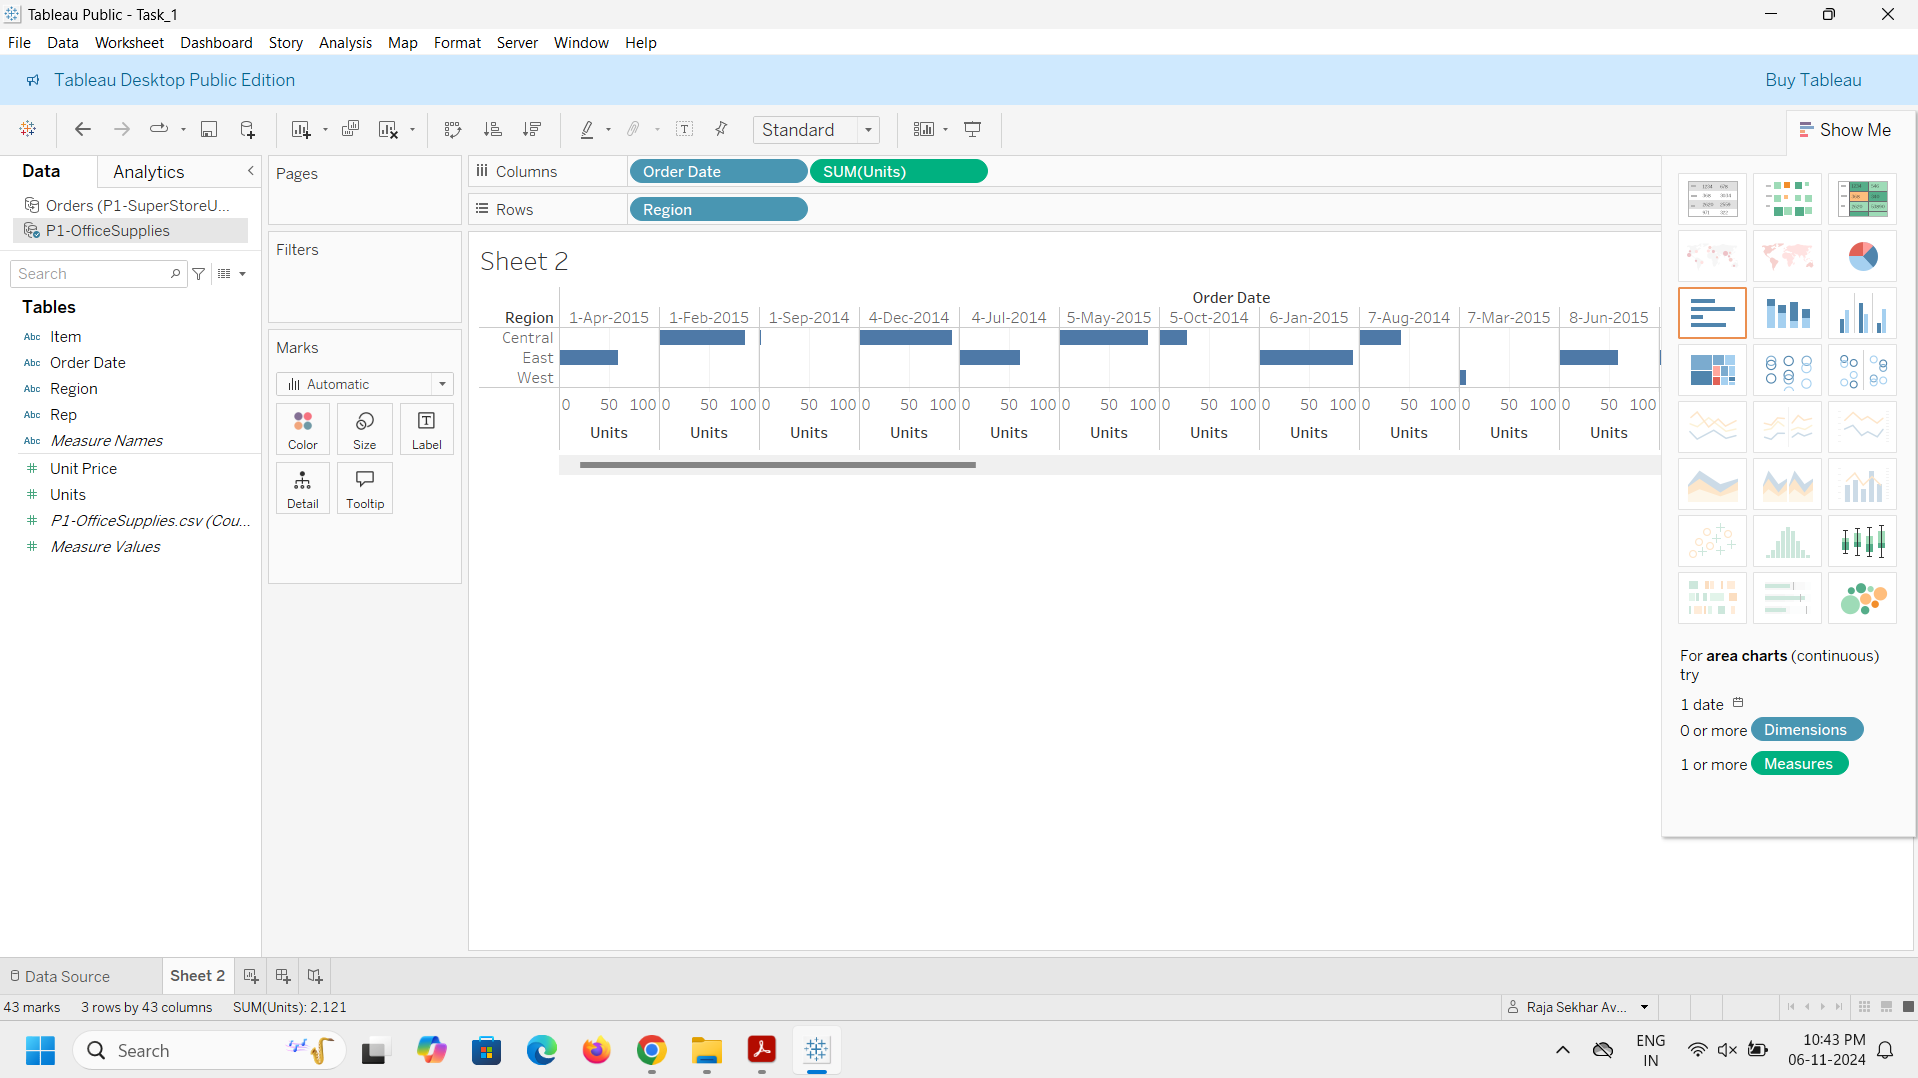 Tableau Public - Task_1
File Data Worksheet Dashboard Story Analysis Map Format Server Window Help
Tableau Desktop Public Edition
Buy Tableau
Standard
Show Me
Data
Analytics
Orders (P1-SuperStoreU...
P1-OfficeSupplies
Search
Tables
Abc Item
Abc Order Date
Abc Region
Abc Rep
Abc Measure Names
# Unit Price
# Units
# P1-OfficeSupplies.csv (Cou...
# Measure Values
Pages
Filters
Marks
Automatic
Color Size Label
Detail Tooltip
Columns Order Date SUM(Units)
Rows Region
Sheet 2
Order Date
Region 1-Apr-2015 1-Feb-2015 1-Sep-2014 4-Dec-2014 4-Jul-2014 5-May-2015 5-Oct-2014 6-Jan-2015 7-Aug-2014 7-Mar-2015 8-Jun-2015
Central
East
West
0 50 100 0 50 100 0 50 100 0 50 100 0 50 100 0 50 100 0 50 100 0 50 100 0 50 100 0 50 100 0 50 100
Units Units Units Units Units Units Units Units Units Units Units
For area charts (continuous)
try
1 date
0 or more Dimensions
1 or more Measures
Data Source Sheet 2
43 marks 3 rows by 43 columns SUM(Units): 2,121
Raja Sekhar Av...
Search
ENG
IN
10:43 PM
06-11-2024